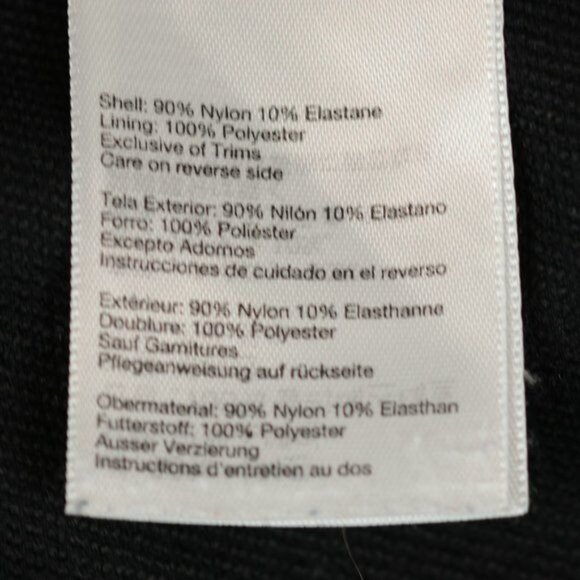 Shell: 90% Nylon 10% Elastane
Lining: 100% Polyester
Exclusive of Trims
Care on reverse side
Tela Exterior: 90% Nilón 10% Elastano
Forro: 100% Poliéster
Excepto Adornos
Instrucciones de cuidado en el reverso
Extérieur: 90% Nylon 10% Elasthanne
Doublure: 100% Polyester
Sauf Garnitures
Pflegeanweisung auf rückseite
Obermaterial: 90% Nylon 10% Elasthan
Futterstoff: 100% Polyester
Ausser Verzierung
Instructions d'entretien au dos